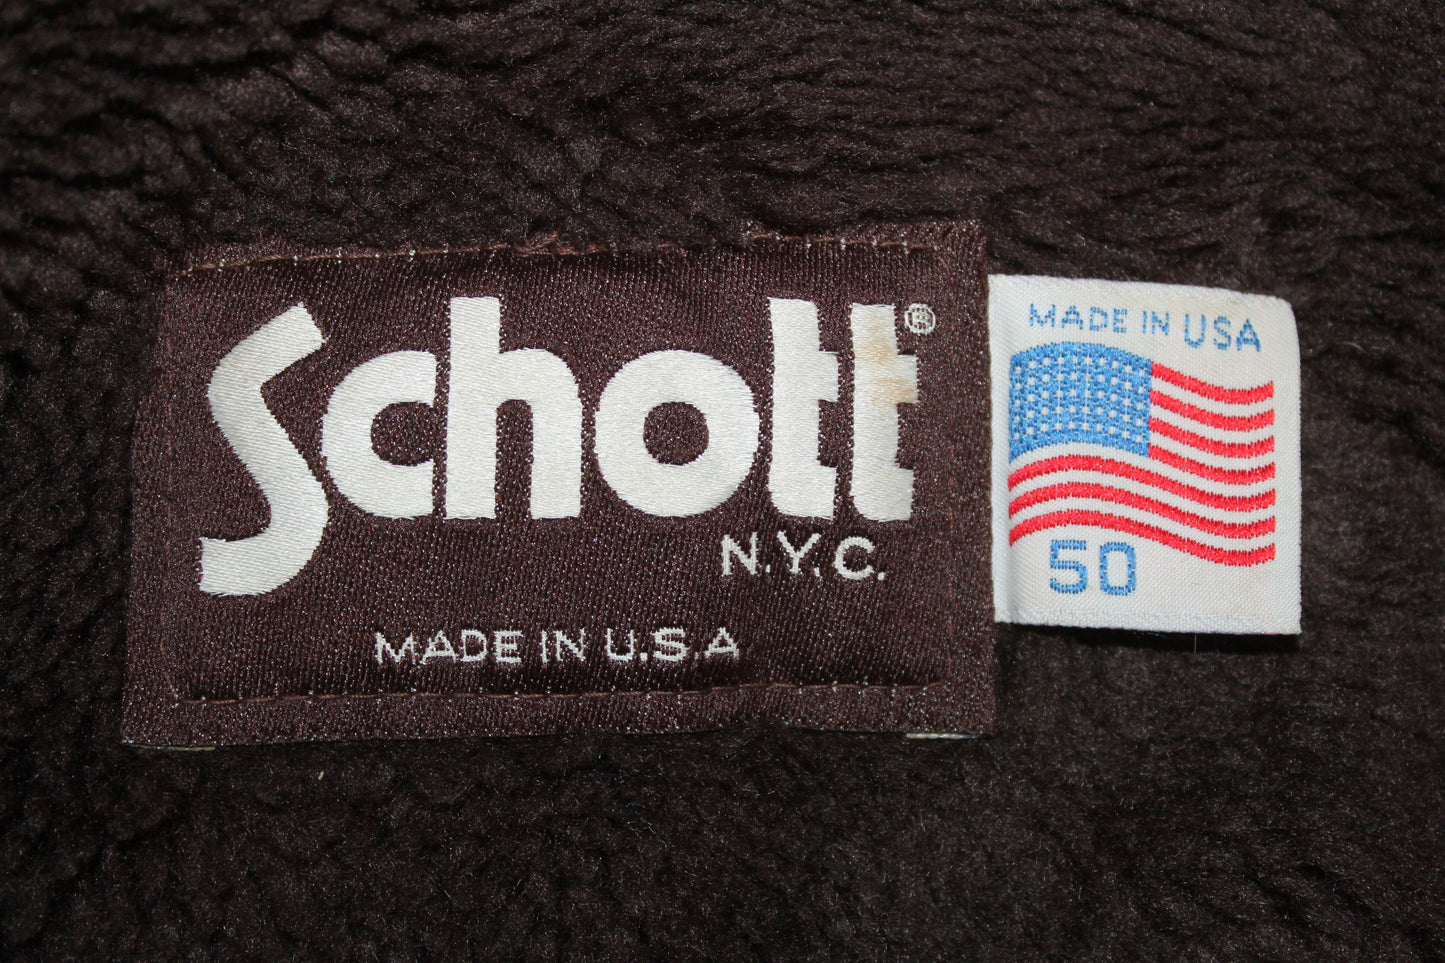 Schott®
N.Y.C.
MADE IN U.S.A
MADE IN USA
50